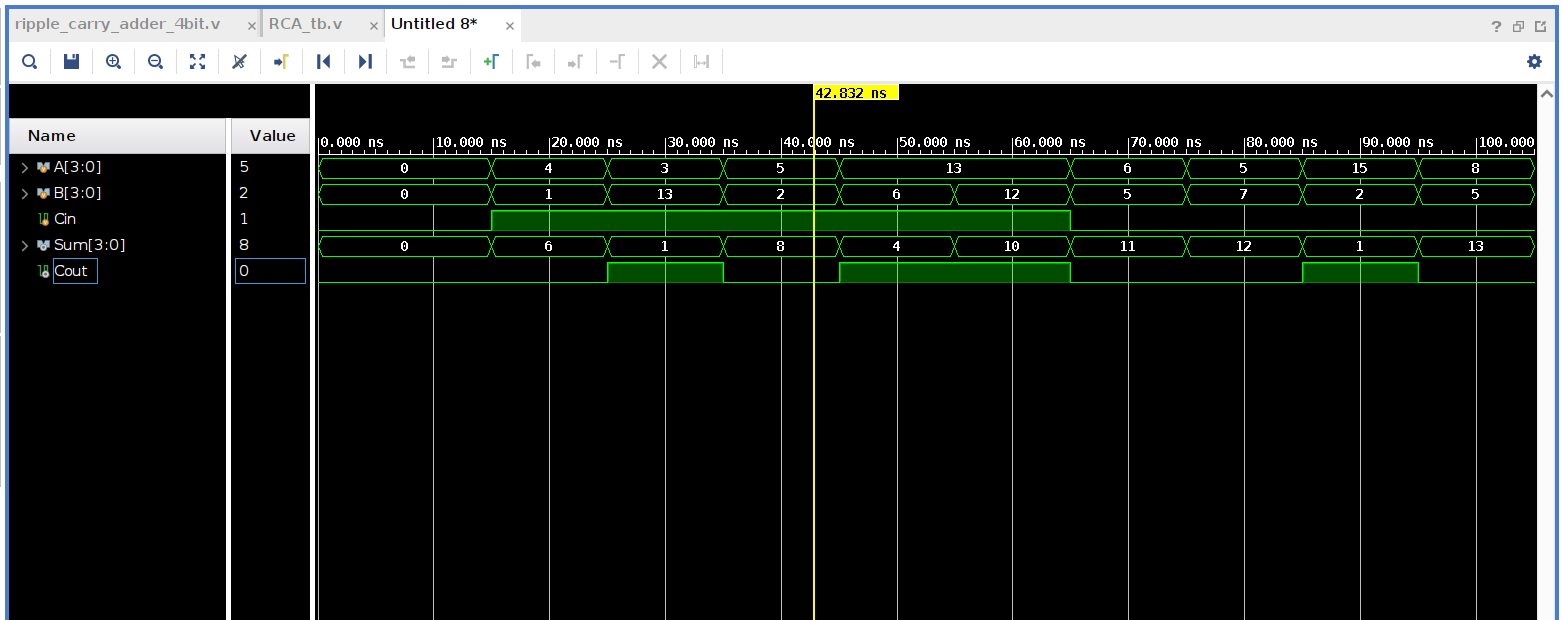 ripple_carry_adder_4bit.v × RCA_tb.v × Untitled 8* × ?
42.832 ns
Name Value 0.000 ns 10.000 ns 20.000 ns 30.000 ns 40.000 ns 50.000 ns 60.000 ns 70.000 ns 80.000 ns 90.000 ns 100.000
A[3:0] 5 0 4 3 5 13 6 5 15 8
B[3:0] 2 0 1 13 2 6 12 5 7 2 5
Cin 1
Sum[3:0] 8 0 6 1 8 4 10 11 12 1 13
Cout 0